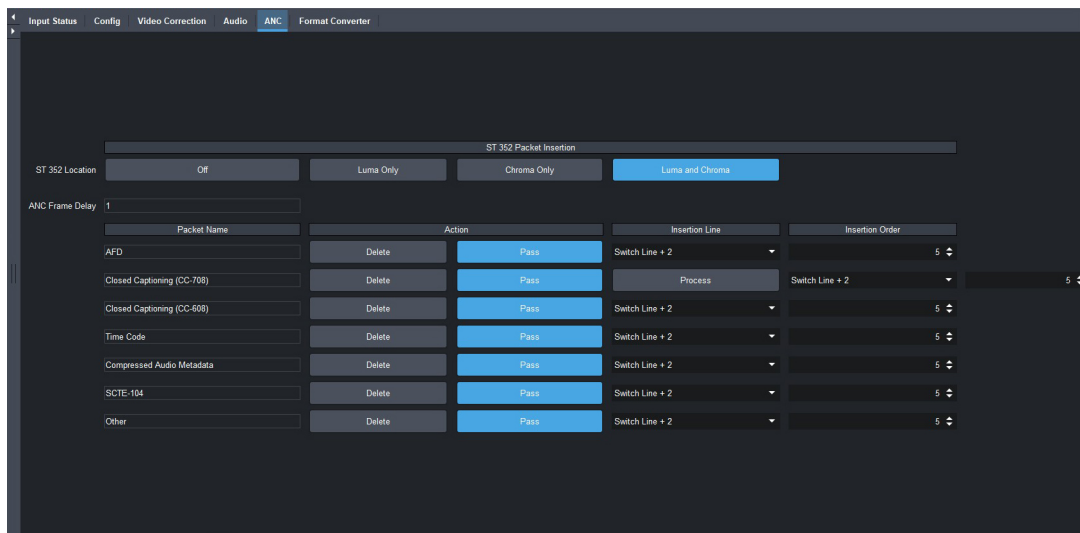 Input Status Config Video Correction Audio ANC Format Converter
ST 352 Packet Insertion
ST 352 Location Off Luma Only Chroma Only Luma and Chroma
ANC Frame Delay 1
Packet Name Action Insertion Line Insertion Order
AFD Delete Pass Switch Line + 2 5
Closed Captioning (CC-708) Delete Pass Process Switch Line + 2 5
Closed Captioning (CC-608) Delete Pass Switch Line + 2 5
Time Code Delete Pass Switch Line + 2 5
Compressed Audio Metadata Delete Pass Switch Line + 2 5
SCTE-104 Delete Pass Switch Line + 2 5
Other Delete Pass Switch Line + 2 5